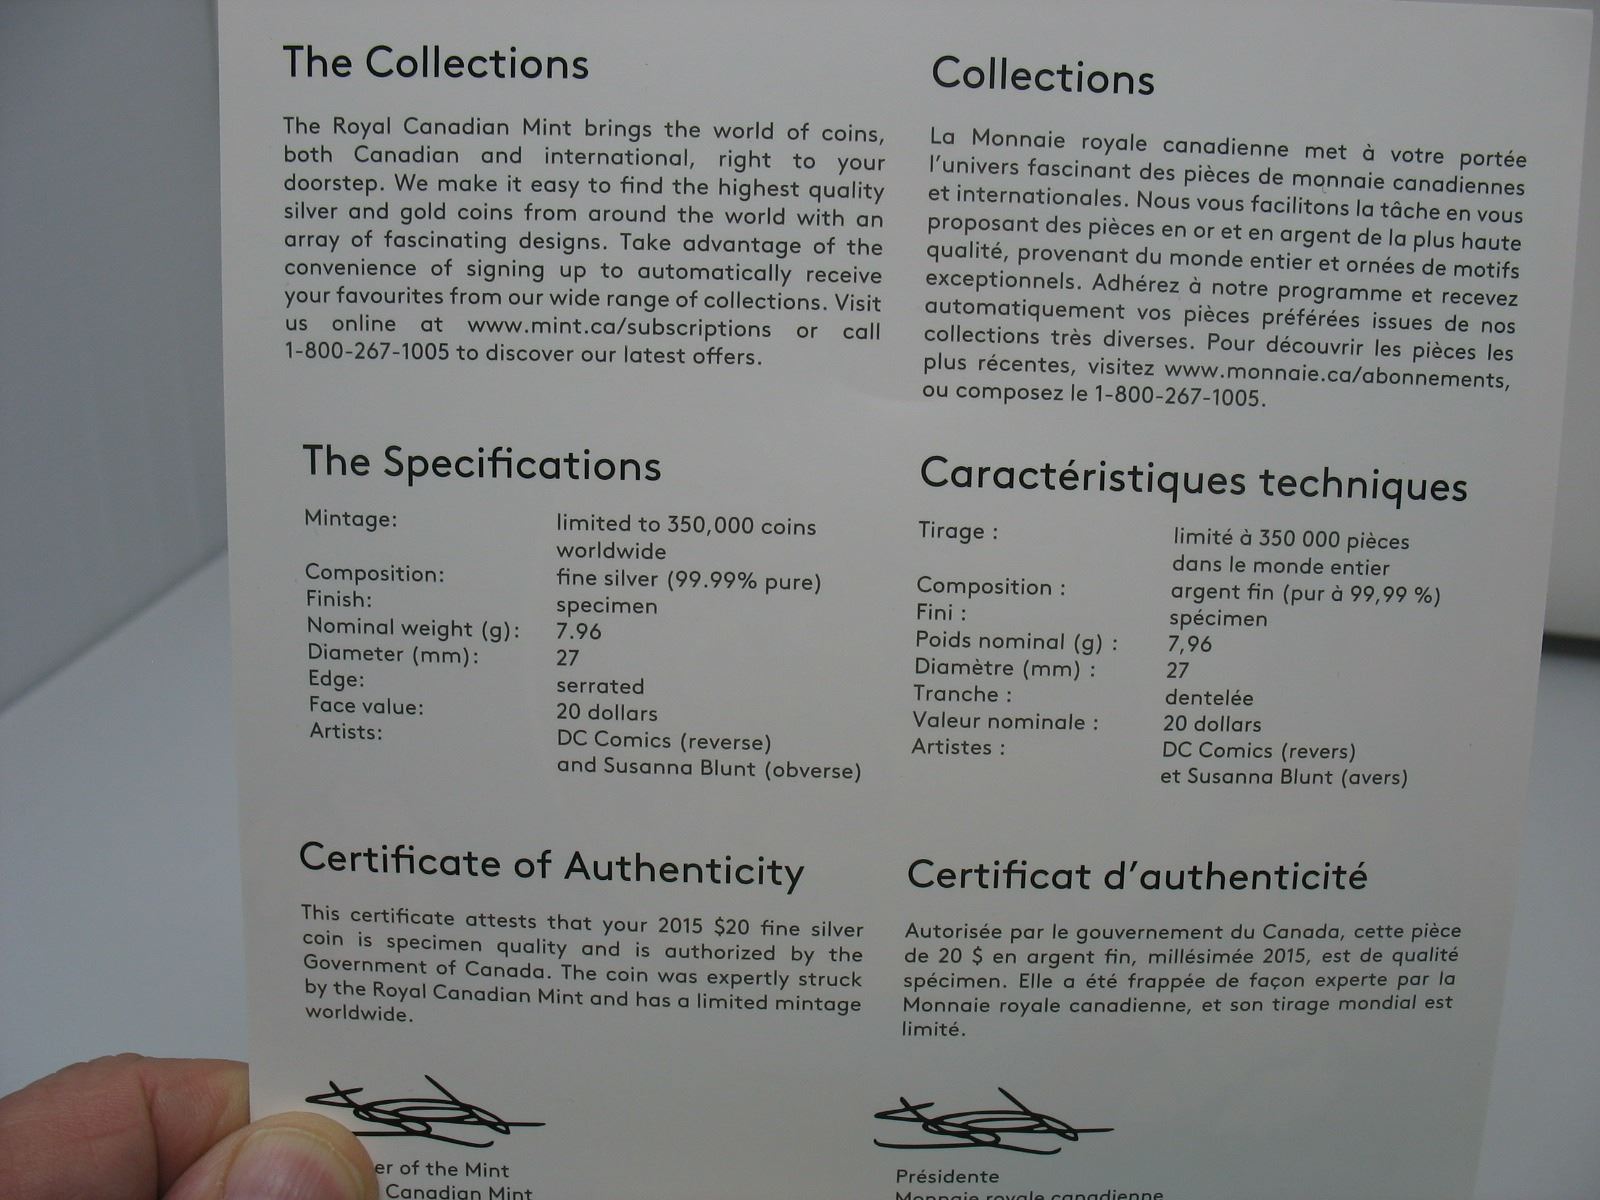 The Collections
The Royal Canadian Mint brings the world of coins,
both Canadian and international, right to your
doorstep. We make it easy to find the highest quality
silver and gold coins from around the world with an
array of fascinating designs. Take advantage of the
convenience of signing up to automatically receive
your favourites from our wide range of collections. Visit
us online at www.mint.ca/subscriptions or call
1-800-267-1005 to discover our latest offers.
The Specifications
Mintage: limited to 350,000 coins
worldwide
Composition: fine silver (99.99% pure)
Finish: specimen
Nominal weight (g): 7.96
Diameter (mm): 27
Edge: serrated
Face value: 20 dollars
Artists: DC Comics (reverse)
and Susanna Blunt (obverse)
Certificate of Authenticity
This certificate attests that your 2015 $20 fine silver
coin is specimen quality and is authorized by the
Government of Canada. The coin was expertly struck
by the Royal Canadian Mint and has a limited mintage
worldwide.
of the Mint
Canadian Mint
Collections
La Monnaie royale canadienne met à votre portée
l'univers fascinant des pièces de monnaie canadiennes
et internationales. Nous vous facilitons la tâche en vous
proposant des pièces en or et en argent de la plus haute
qualité, provenant du monde entier et ornées de motifs
exceptionnels. Adhérez à notre programme et recevez
automatiquement vos pièces préférées issues de nos
collections très diverses. Pour découvrir les pièces les
plus récentes, visitez www.monnaie.ca/abonnements,
ou composez le 1-800-267-1005.
Caractéristiques techniques
Tirage : limité à 350 000 pièces
dans le monde entier
Composition : argent fin (pur à 99,99 %)
Fini : spécimen
Poids nominal (g) : 7,96
Diamètre (mm) : 27
Tranche : dentelée
Valeur nominale : 20 dollars
Artistes : DC Comics (revers)
et Susanna Blunt (avers)
Certificat d'authenticité
Autorisée par le gouvernement du Canada, cette pièce
de 20 $ en argent fin, millésimée 2015, est de qualité
spécimen. Elle a été frappée de façon experte par la
Monnaie royale canadienne, et son tirage mondial est
limité.
Présidente
Monnaie royale canadienne